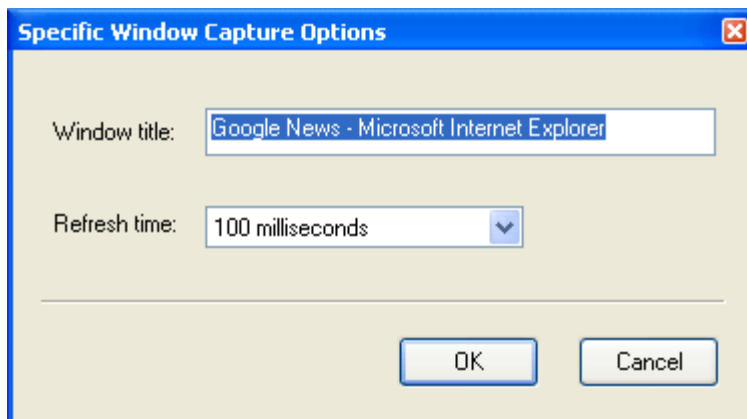 Specific Window Capture Options
Window title: Google News - Microsoft Internet Explorer
Refresh time: 100 milliseconds
OK Cancel